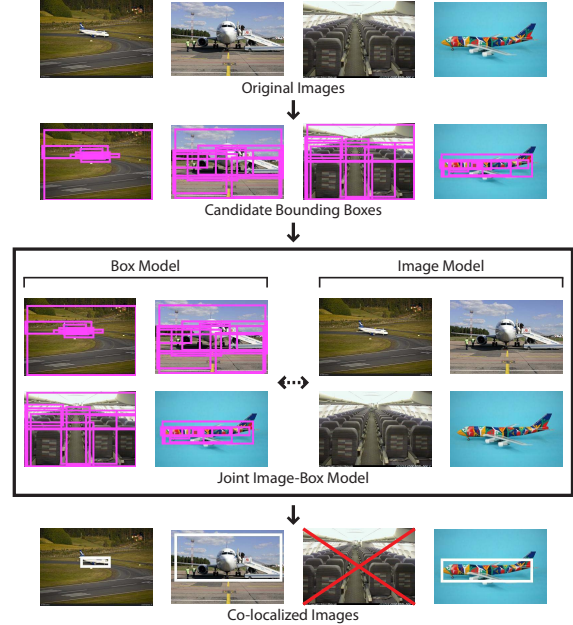 Original Images
Candidate Bounding Boxes
Box Model
Image Model
Joint Image-Box Model
Co-localized Images